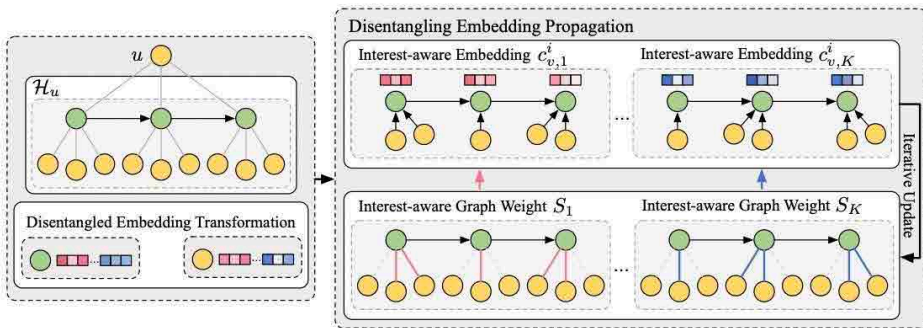 u
𝓗_u
Disentangled Embedding Transformation
...
...
Disentangling Embedding Propagation
Interest-aware Embedding c^i_{v,1}
Interest-aware Embedding c^i_{v,K}
...
Interest-aware Graph Weight S_1
Interest-aware Graph Weight S_K
...
Iterative Update